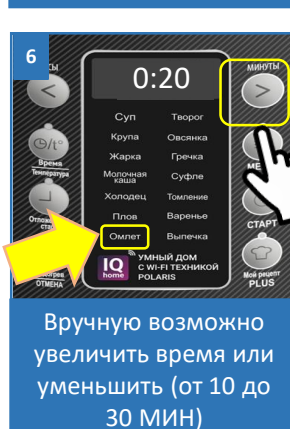 6
0:20
МИНУТЫ
Суп Творог
Крупа Овсянка
Жарка Гречка
Молочная каша Суфле
Холодец Томление
Плов Варенье
Омлет Выпечка
Время
Температура
СТАРТ
ОТМЕНА
IQ home
УМНЫЙ ДОМ
С WI-FI ТЕХНИКОЙ
POLARIS
Мой рецепт
PLUS
Вручную возможно
увеличить время или
уменьшить (от 10 до
30 МИН)